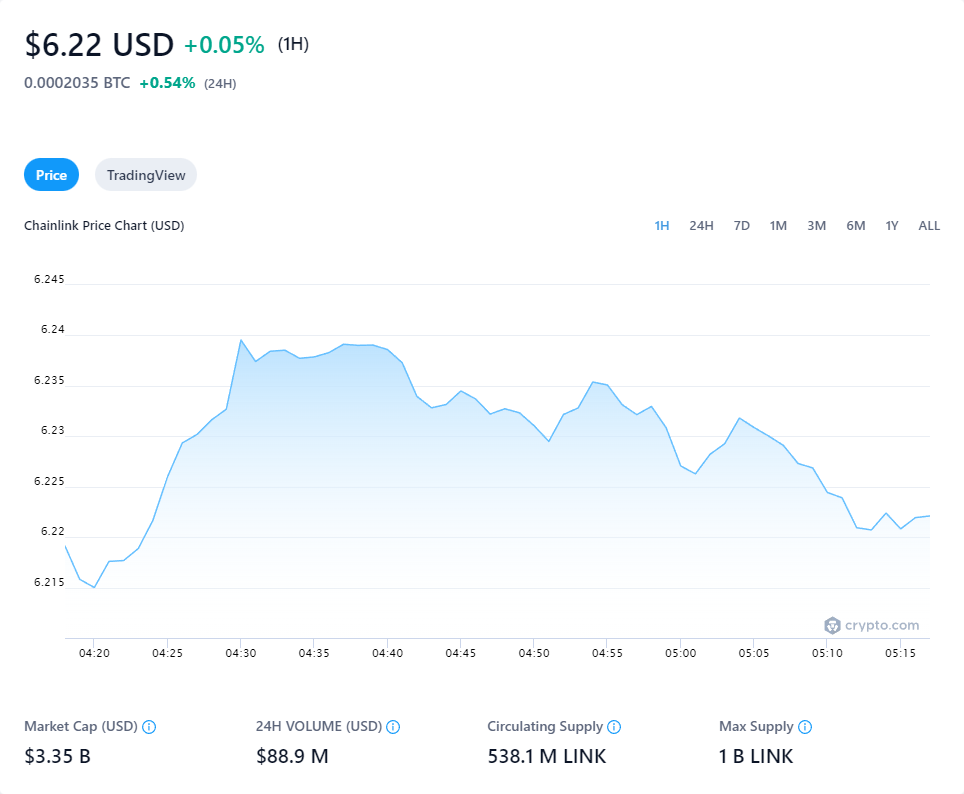 $6.22 USD +0.05% (1H)
0.0002035 BTC +0.54% (24H)
Price TradingView
Chainlink Price Chart (USD) 1H 24H 7D 1M 3M 6M 1Y ALL
6.245
6.24
6.235
6.23
6.225
6.22
6.215
crypto.com
04:20 04:25 04:30 04:35 04:40 04:45 04:50 04:55 05:00 05:05 05:10 05:15
Market Cap (USD) 24H VOLUME (USD) Circulating Supply Max Supply
$3.35 B $88.9 M 538.1 M LINK 1 B LINK